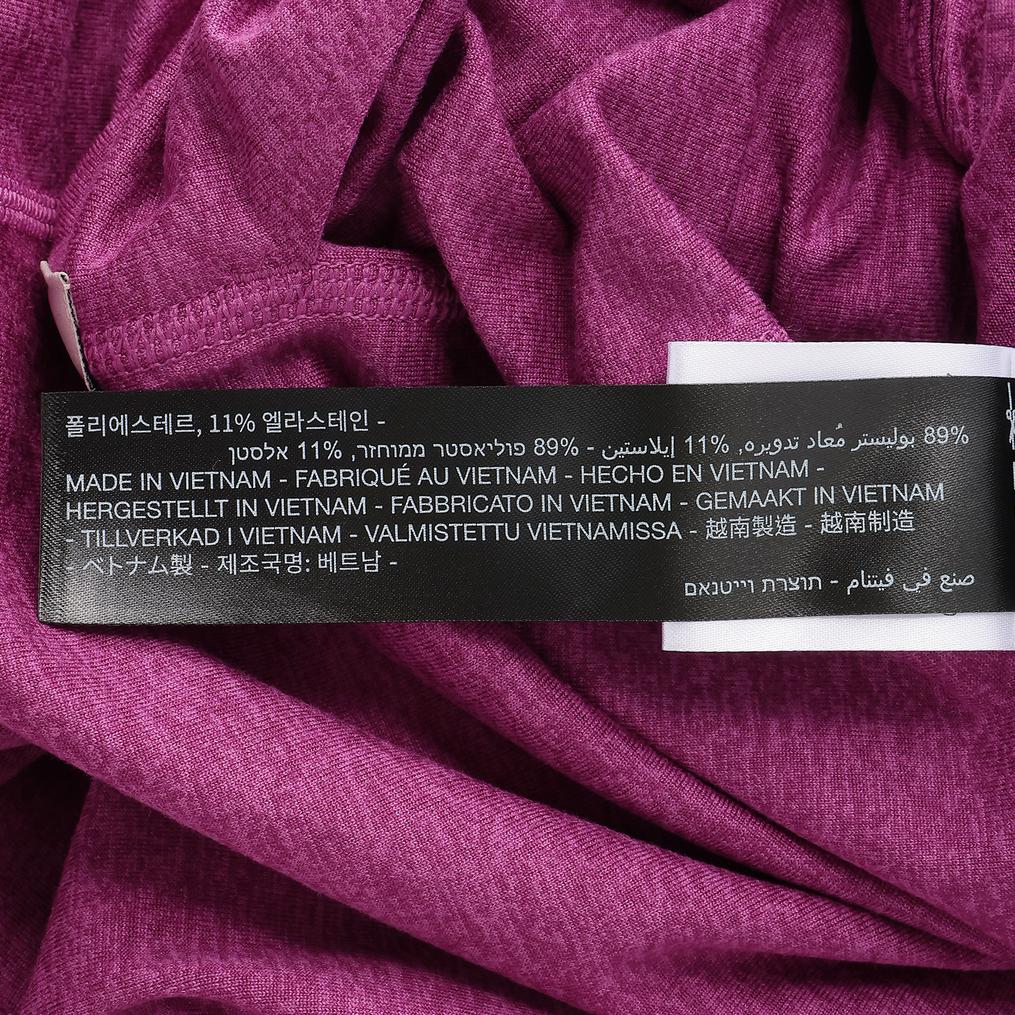 폴리에스테르, 11% 엘라스테인 -
89% بوليستر مُعاد تدويره, 11% إيلاستين - 89% פוליאסטר ממוחזר, 11% אלסטן
MADE IN VIETNAM - FABRIQUÉ AU VIETNAM - HECHO EN VIETNAM -
HERGESTELLT IN VIETNAM - FABBRICATO IN VIETNAM - GEMAAKT IN VIETNAM
- TILLVERKAD I VIETNAM - VALMISTETTU VIETNAMISSA - 越南製造 - 越南制造
- ベトナム製 - 제조국명: 베트남 -
صنع في فيتنام - תוצרת וייטנאם